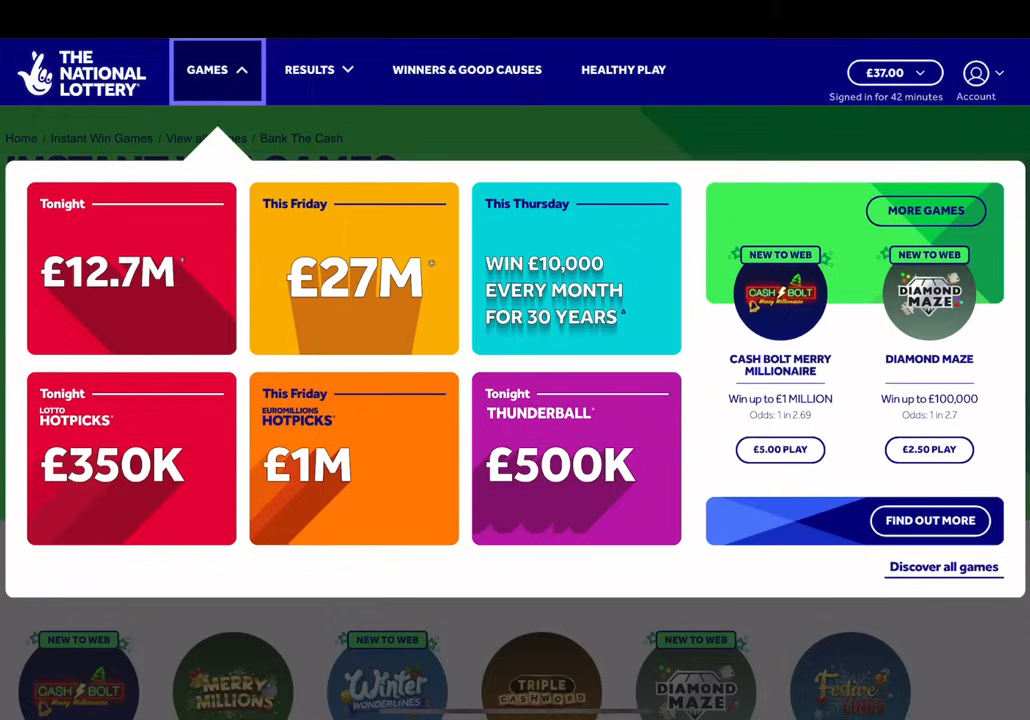 THE
NATIONAL
LOTTERY®
GAMES
RESULTS
WINNERS & GOOD CAUSES
HEALTHY PLAY
£37.00
Signed in for 42 minutes
Account
Home / Instant Win Games / View all games / Bank The Cash
Tonight
£12.7M*
This Friday
£27M*
This Thursday
WIN £10,000
EVERY MONTH
FOR 30 YEARS Δ
MORE GAMES
NEW TO WEB
CASH BOLT
Merry Millionaire
CASH BOLT MERRY
MILLIONAIRE
Win up to £1 MILLION
Odds: 1 in 2.69
£5.00 PLAY
NEW TO WEB
DIAMOND
MAZE
DIAMOND MAZE
Win up to £100,000
Odds: 1 in 2.7
£2.50 PLAY
Tonight
LOTTO
HOTPICKS®
£350K
This Friday
EUROMILLIONS
HOTPICKS®
£1M
Tonight
THUNDERBALL®
£500K
FIND OUT MORE
Discover all games
NEW TO WEB
CASH BOLT
Merry Millionaire
MERRY
MILLIONS
NEW TO WEB
Winter
WONDERLINES
TRIPLE
CASHWORD
NEW TO WEB
DIAMOND
MAZE
Festive
LINES